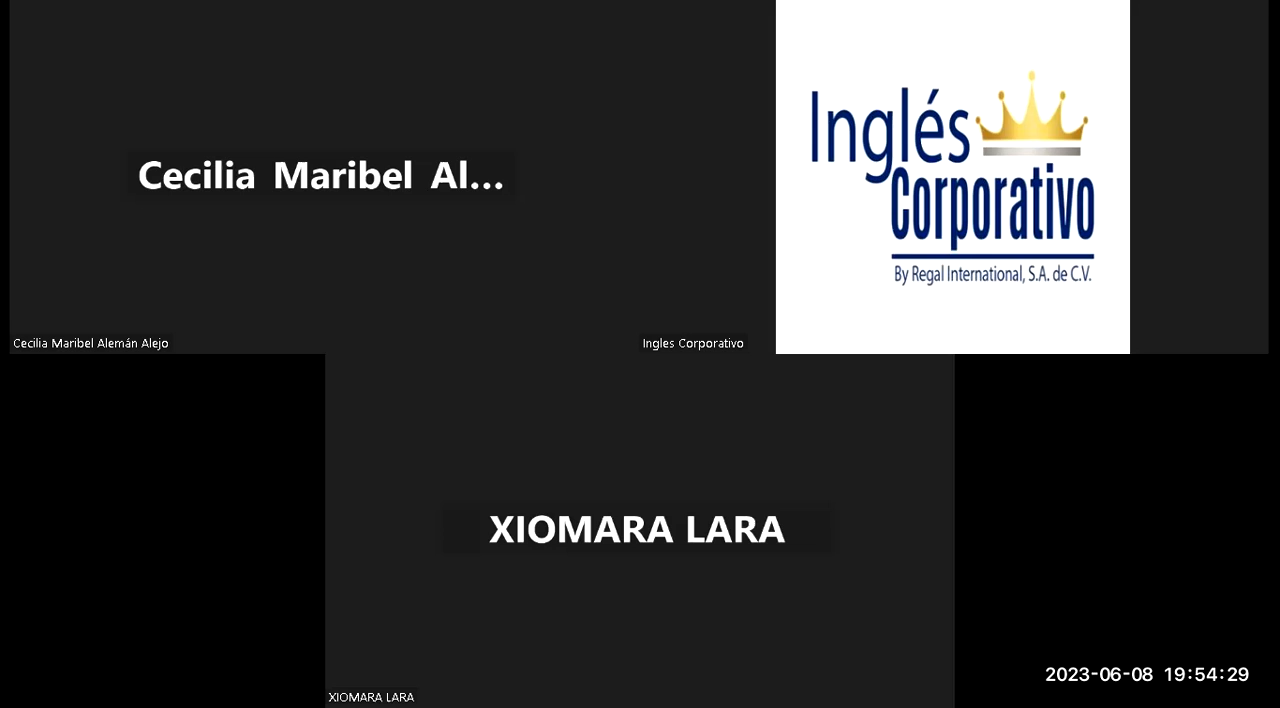 Cecilia Maribel Al...
Inglés
Corporativo
By Regal International, S.A. de C.V.
Cecilia Maribel Alemán Alejo
Ingles Corporativo
XIOMARA LARA
2023-06-08 19:54:29
XIOMARA LARA